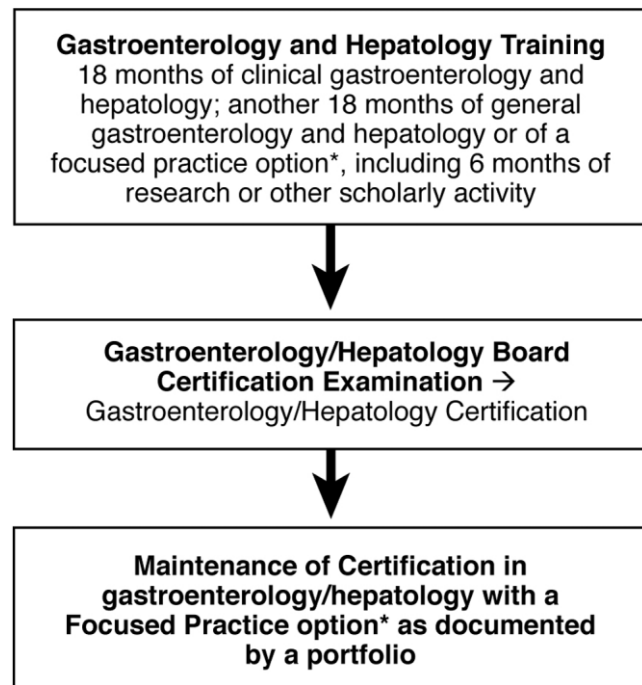 Gastroenterology and Hepatology Training
18 months of clinical gastroenterology and
hepatology; another 18 months of general
gastroenterology and hepatology or of a
focused practice option*, including 6 months of
research or other scholarly activity
Gastroenterology/Hepatology Board
Certification Examination →
Gastroenterology/Hepatology Certification
Maintenance of Certification in
gastroenterology/hepatology with a
Focused Practice option* as documented
by a portfolio